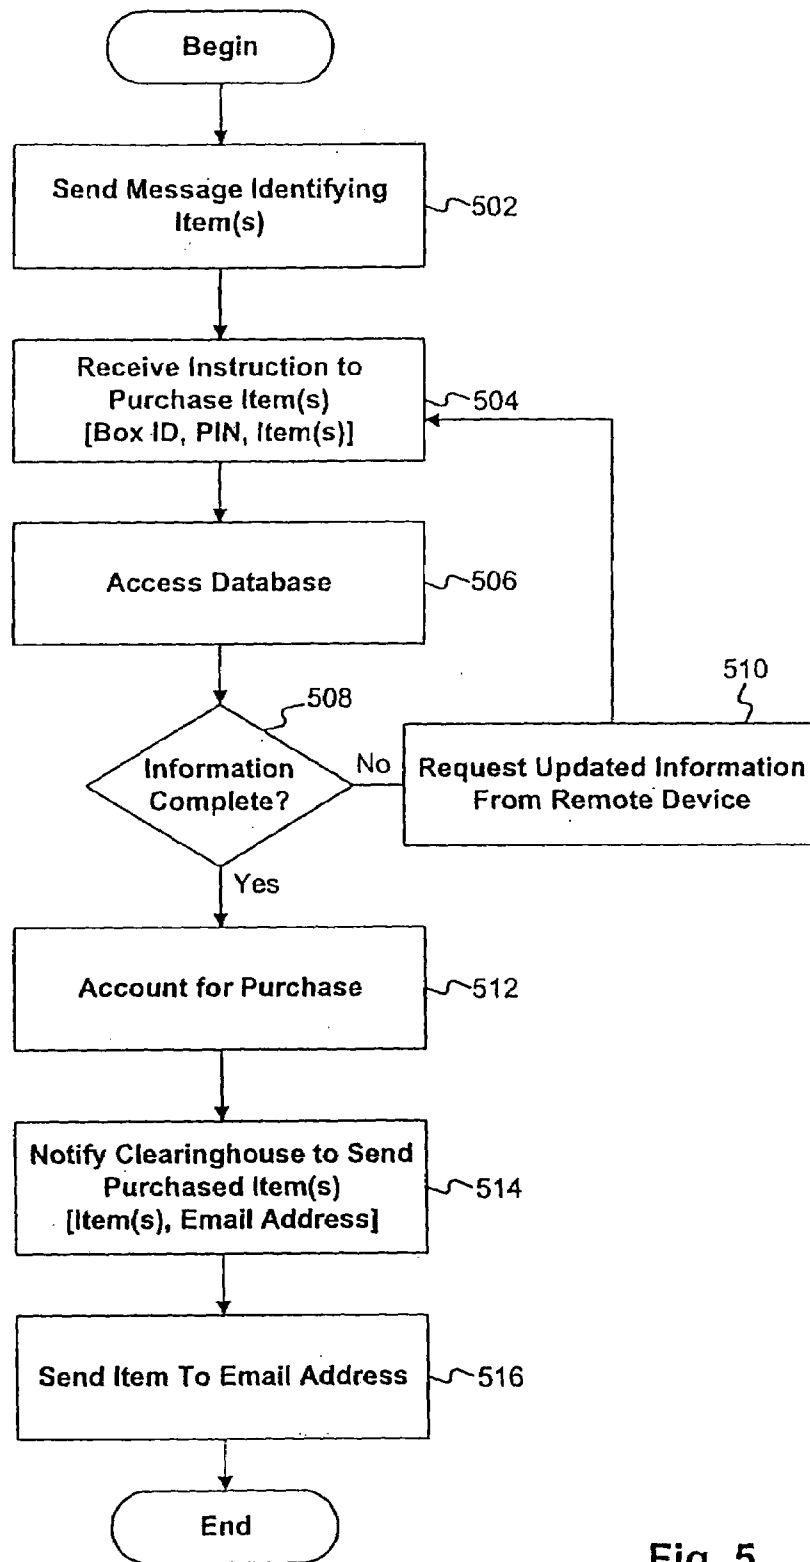 Begin
Send Message Identifying
Item(s)
502
Receive Instruction to
Purchase Item(s)
[Box ID, PIN, Item(s)]
504
Access Database
506
508
510
Information
Complete?
No
Request Updated Information
From Remote Device
Yes
Account for Purchase
512
Notify Clearinghouse to Send
Purchased Item(s)
[Item(s), Email Address]
514
Send Item To Email Address
516
End
Fig. 5